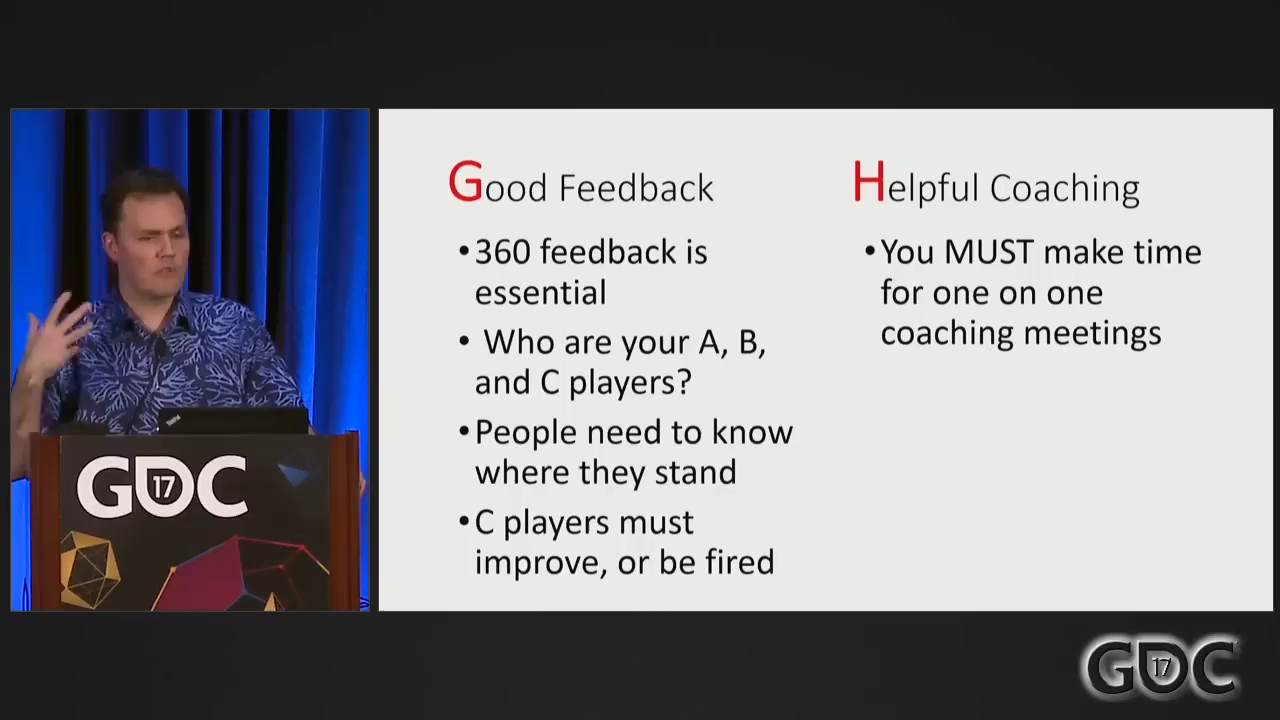 Good Feedback
• 360 feedback is
essential
• Who are your A, B,
and C players?
• People need to know
where they stand
• C players must
improve, or be fired
Helpful Coaching
• You MUST make time
for one on one
coaching meetings
GDC
17
GDC
17